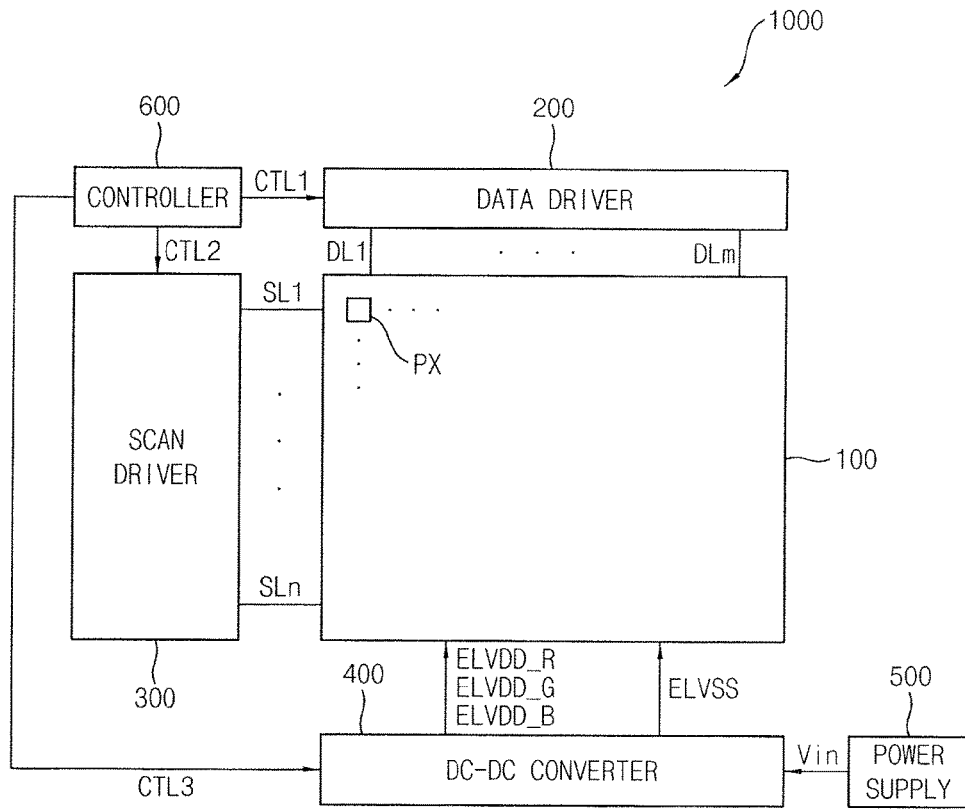 1000
600
200
CONTROLLER
CTL1
DATA DRIVER
CTL2
DL1
. . .
DLm
SL1
. . .
PX
SCAN
DRIVER
100
SLn
300
400
ELVDD_R
ELVDD_G
ELVDD_B
ELVSS
500
DC-DC CONVERTER
Vin
POWER
SUPPLY
CTL3